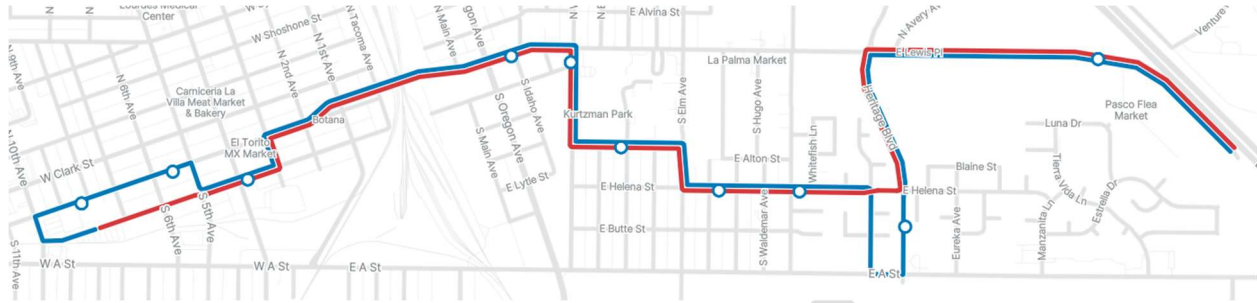 Lourdes Medical
Center
E Alvina St
N Avery Av
Venture
W Shoshone St
N 1st Ave
N Tacoma Ave
N Main Ave
N 9th Ave
N 2nd Ave
N 6th Ave
E Lewis Pl
La Palma Market
Carniceria La
Villa Meat Market
& Bakery
S Idaho Ave
S Elm Ave
S Hugo Ave
Heritage Blvd
Pasco Flea
Market
Botana
S Oregon Ave
Kurtzman Park
Luna Dr
N 10th Ave
El Torito
MX Market
S Main Ave
Whitefish Ln
W Clark St
E Alton St
Blaine St
Tierra Vida Ln
E Lytle St
E Helena St
E Helena St
Estrella Dr
S 5th Ave
S 6th Ave
S Waldemar Ave
Eureka Ave
Manzanita Ln
E Butte St
S 11th Ave
W A St
W A St
E A St
E A St